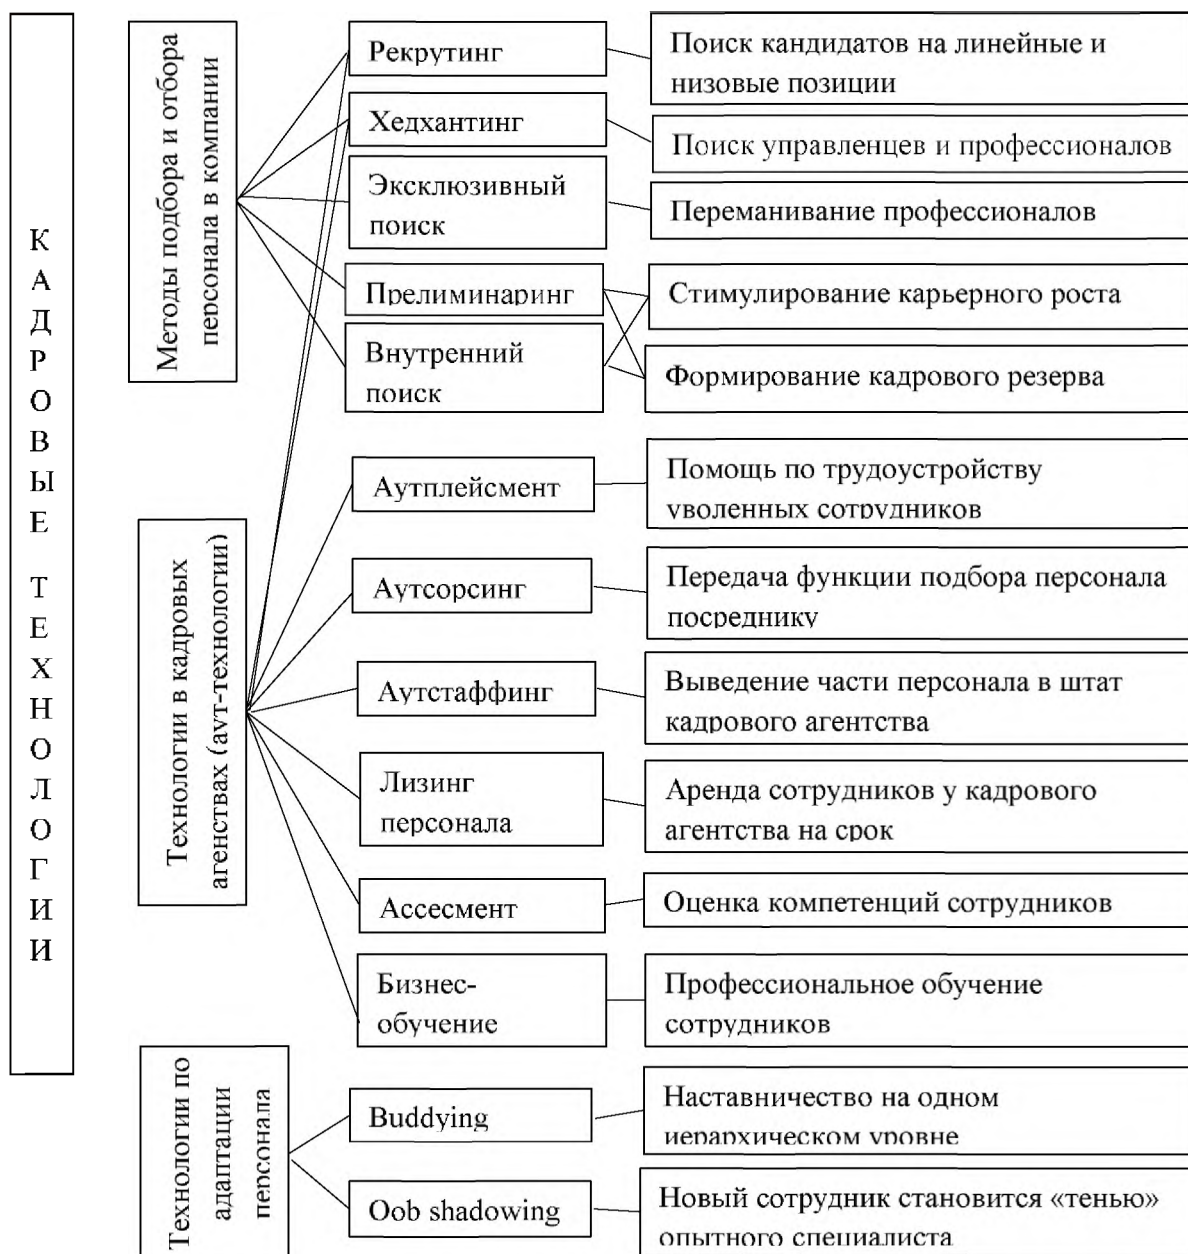 КАДРОВЫЕ ТЕХНОЛОГИИ
Методы подбора и отбора
персонала в компании
Рекрутинг
Поиск кандидатов на линейные и
низовые позиции
Хедхантинг
Поиск управленцев и профессионалов
Эксклюзивный
поиск
Переманивание профессионалов
Прелиминаринг
Стимулирование карьерного роста
Внутренний
поиск
Формирование кадрового резерва
Технологии в кадровых
агенствах (аут-технологии)
Аутплейсмент
Помощь по трудоустройству
уволенных сотрудников
Аутсорсинг
Передача функции подбора персонала
посреднику
Аутстаффинг
Выведение части персонала в штат
кадрового агентства
Лизинг
персонала
Аренда сотрудников у кадрового
агентства на срок
Ассесмент
Оценка компетенций сотрудников
Бизнес-
обучение
Профессиональное обучение
сотрудников
Технологии по
адаптации
персонала
Buddying
Наставничество на одном
иерархическом уровне
Oob shadowing
Новый сотрудник становится «тенью»
опытного специалиста